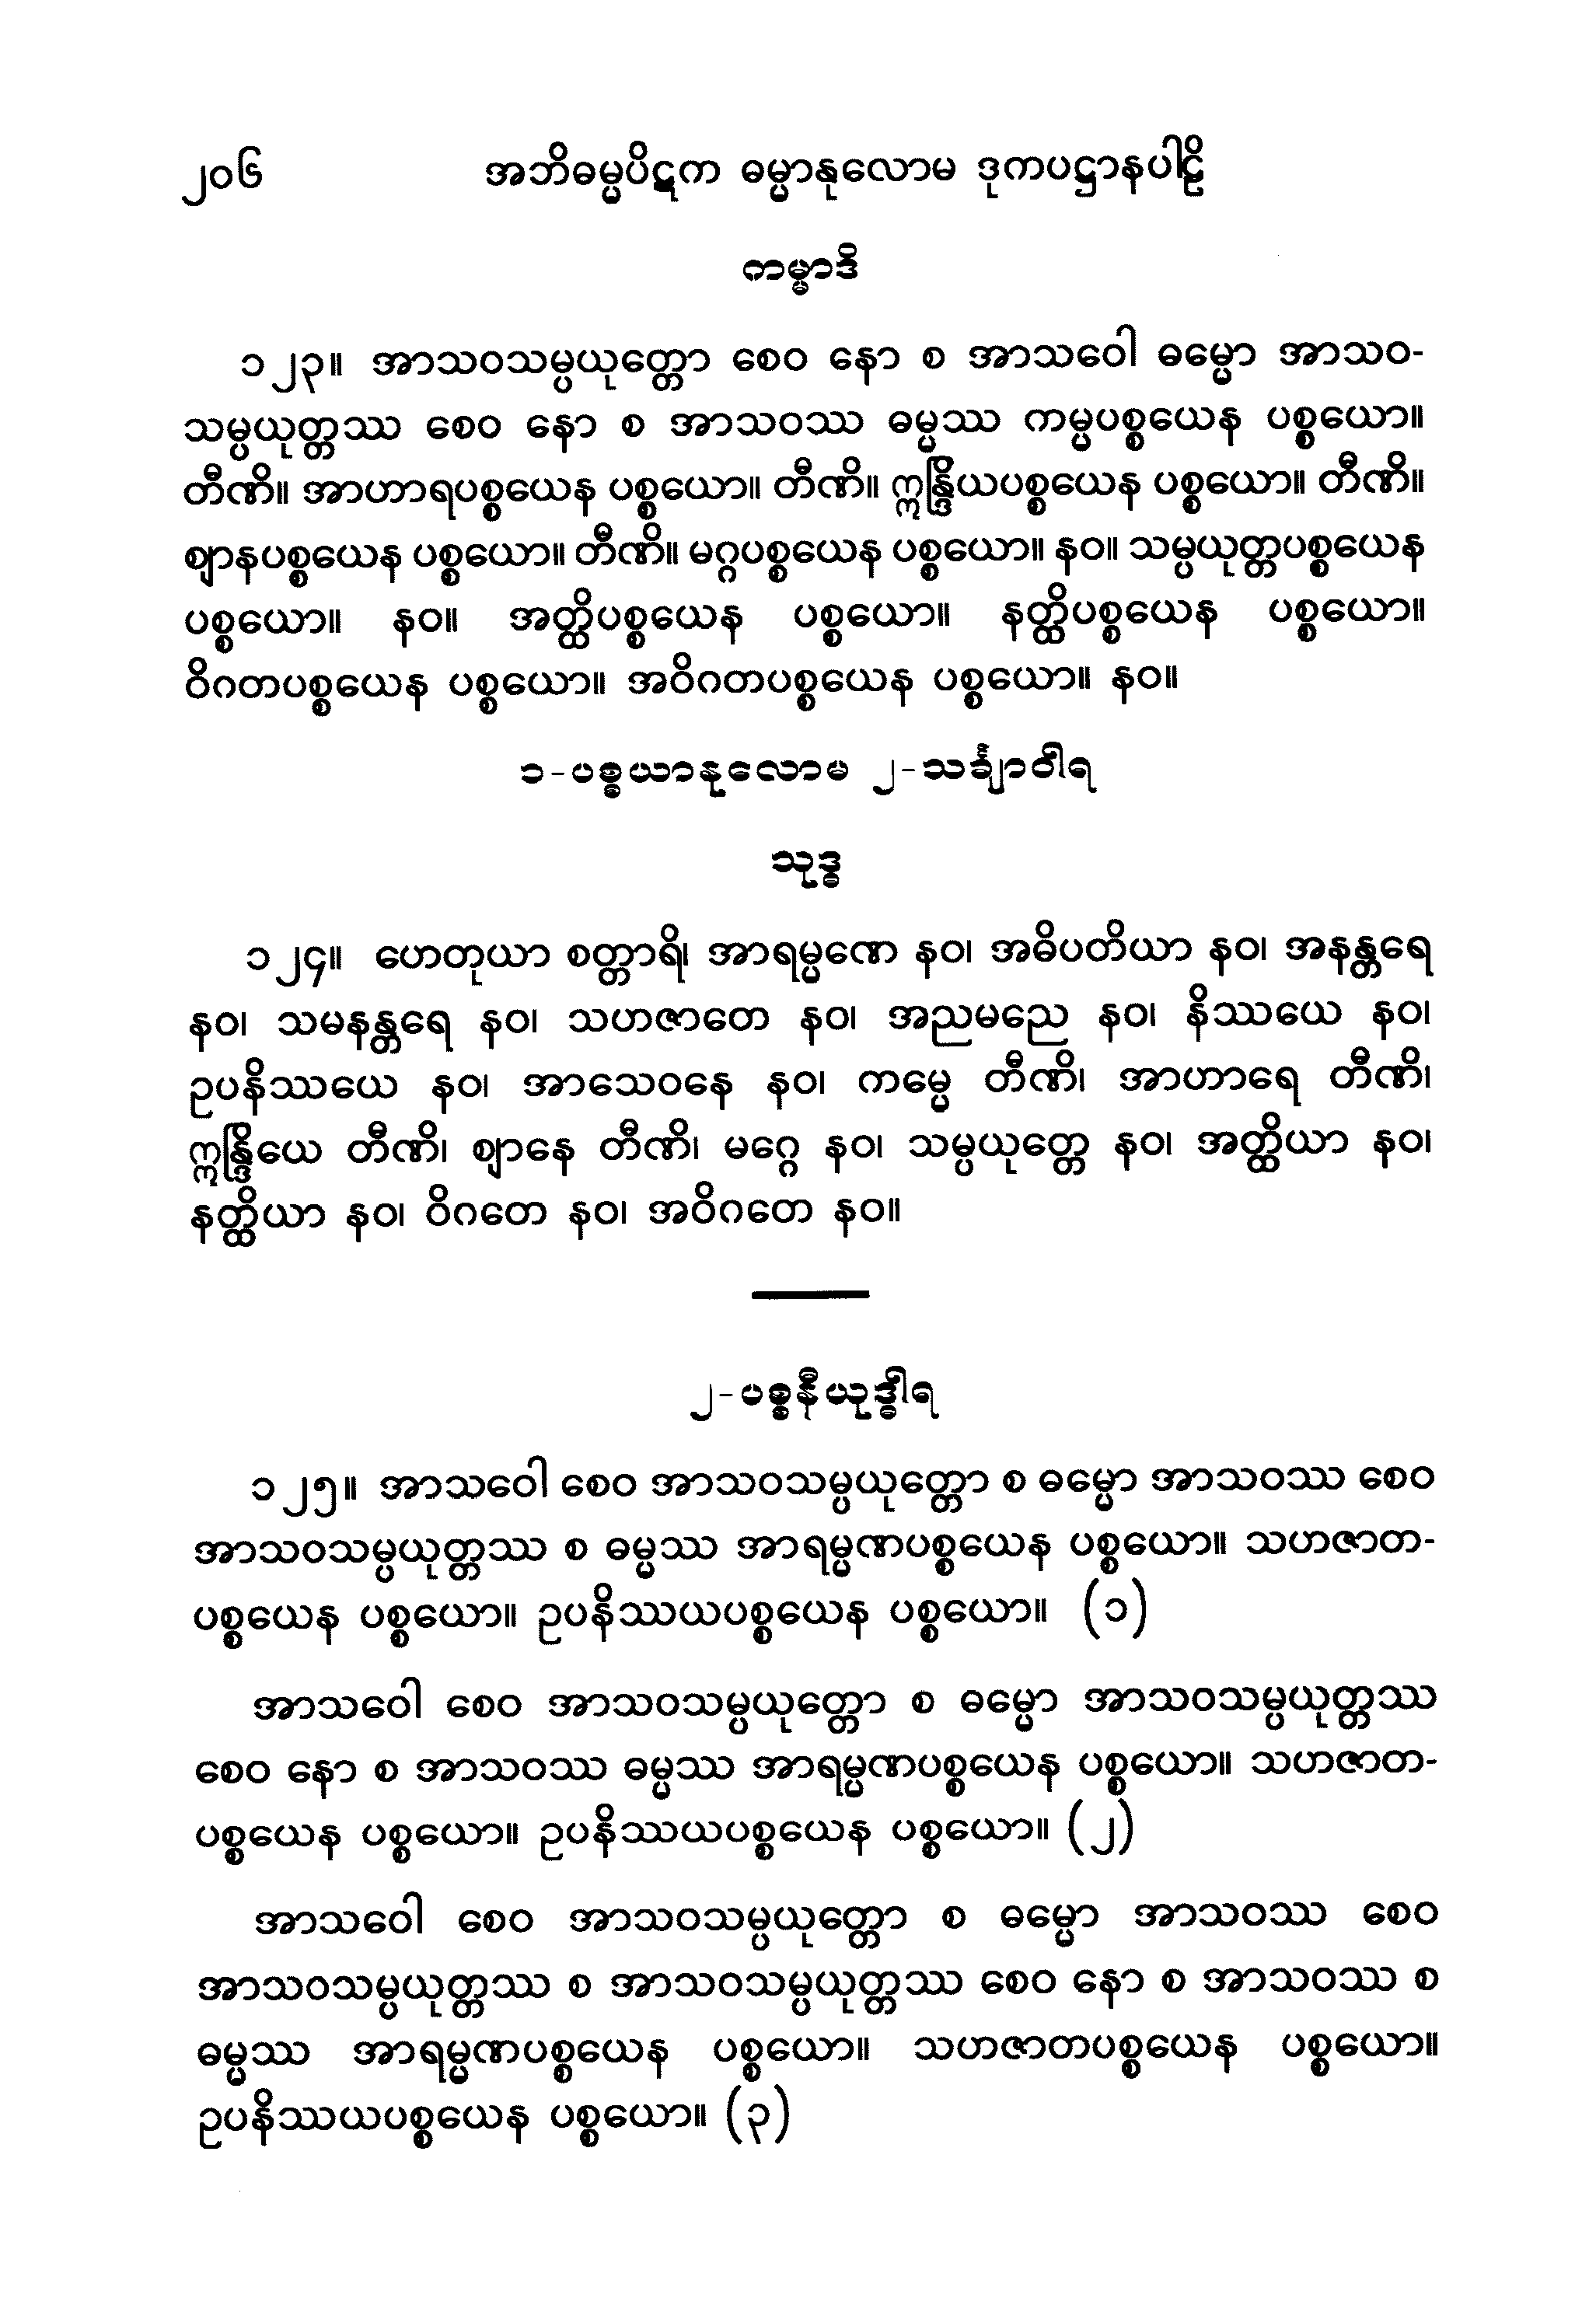 ၂၀၆ အဘိဓမ္မပိဋက ဓမ္မာနုလောမ ဒုကပဋ္ဌာနပါဠိ
ကမ္မာဒိ
၁၂၃။ အာသဝသမ္ပယုတ္တော စေဝ နော စ အာသဝေါ ဓမ္မော အာသဝ-
သမ္ပယုတ္တဿ စေဝ နော စ အာသဝဿ ဓမ္မဿ ကမ္မပစ္စယေန ပစ္စယော။
တီဏိ။ အာဟာရပစ္စယေန ပစ္စယော။ တီဏိ။ ဣန္ဒြိယပစ္စယေန ပစ္စယော။ တီဏိ။
ဈာနပစ္စယေန ပစ္စယော။ တီဏိ။ မဂ္ဂပစ္စယေန ပစ္စယော။ နဝ။ သမ္ပယုတ္တပစ္စယေန
ပစ္စယော။ နဝ။ အတ္ထိပစ္စယေန ပစ္စယော။ နတ္ထိပစ္စယေန ပစ္စယော။
ဝိဂတပစ္စယေန ပစ္စယော။ အဝိဂတပစ္စယေန ပစ္စယော။ နဝ။
၁-ပစ္စယာနုလောမ ၂-သင်္ချာဝါရ
သုဒ္ဓ
၁၂၄။ ဟေတုယာ စတ္တာရိ၊ အာရမ္မဏေ နဝ၊ အဓိပတိယာ နဝ၊ အနန္တရေ
နဝ၊ သမနန္တရေ နဝ၊ သဟဇာတေ နဝ၊ အညမညေ နဝ၊ နိဿယေ နဝ၊
ဥပနိဿယေ နဝ၊ အာသေဝနေ နဝ၊ ကမ္မေ တီဏိ၊ အာဟာရေ တီဏိ၊
ဣန္ဒြိယေ တီဏိ၊ ဈာနေ တီဏိ၊ မဂ္ဂေ နဝ၊ သမ္ပယုတ္တေ နဝ၊ အတ္ထိယာ နဝ၊
နတ္ထိယာ နဝ၊ ဝိဂတေ နဝ၊ အဝိဂတေ နဝ။
၂-ပစ္စနီယုဒ္ဓါရ
၁၂၅။ အာသဝေါ စေဝ အာသဝသမ္ပယုတ္တော စ ဓမ္မော အာသဝဿ စေဝ
အာသဝသမ္ပယုတ္တဿ စ ဓမ္မဿ အာရမ္မဏပစ္စယေန ပစ္စယော။ သဟဇာတ-
ပစ္စယေန ပစ္စယော။ ဥပနိဿယပစ္စယေန ပစ္စယော။ (၁)
အာသဝေါ စေဝ အာသဝသမ္ပယုတ္တော စ ဓမ္မော အာသဝသမ္ပယုတ္တဿ
စေဝ နော စ အာသဝဿ ဓမ္မဿ အာရမ္မဏပစ္စယေန ပစ္စယော။ သဟဇာတ-
ပစ္စယေန ပစ္စယော။ ဥပနိဿယပစ္စယေန ပစ္စယော။ (၂)
အာသဝေါ စေဝ အာသဝသမ္ပယုတ္တော စ ဓမ္မော အာသဝဿ စေဝ
အာသဝသမ္ပယုတ္တဿ စ အာသဝသမ္ပယုတ္တဿ စေဝ နော စ အာသဝဿ စ
ဓမ္မဿ အာရမ္မဏပစ္စယေန ပစ္စယော။ သဟဇာတပစ္စယေန ပစ္စယော။
ဥပနိဿယပစ္စယေန ပစ္စယော။ (၃)